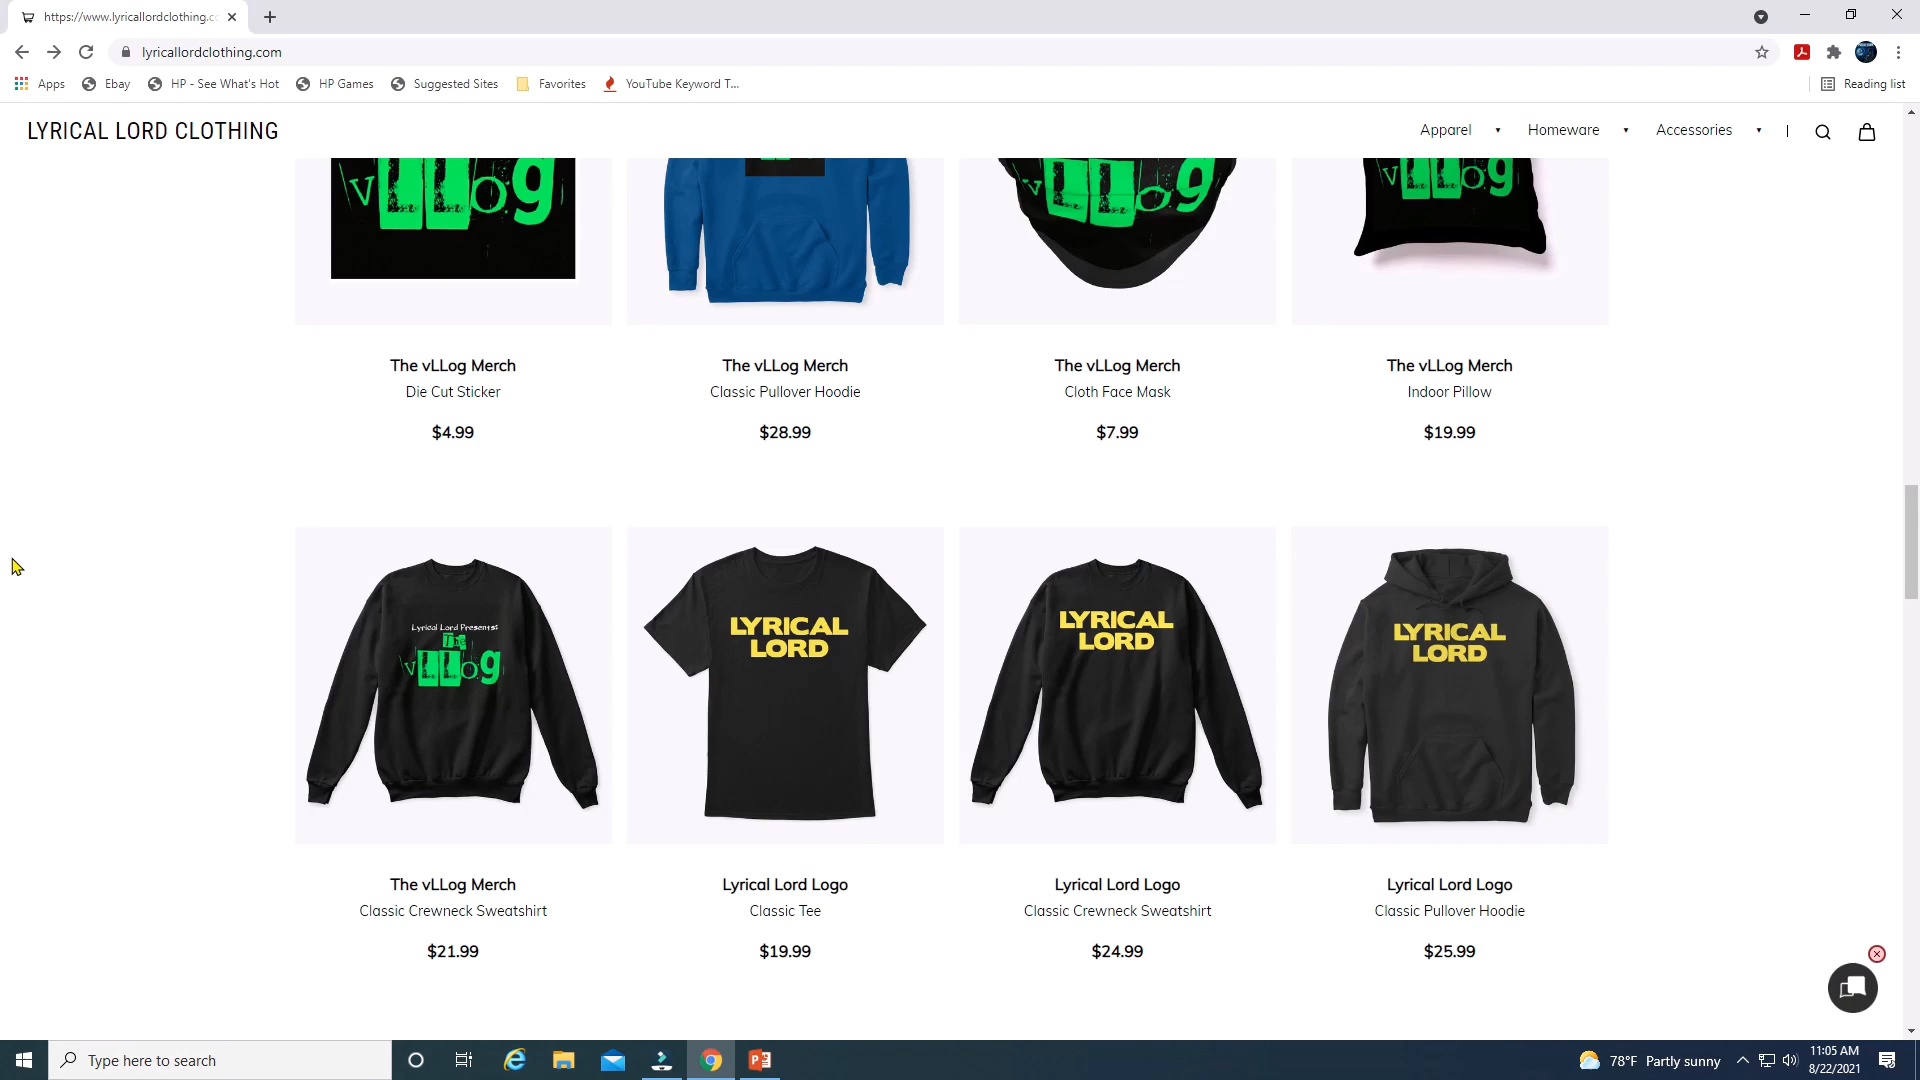 https://www.lyricallordclothing.c
lyricallordclothing.com
Apps
Ebay
HP - See What's Hot
HP Games
Suggested Sites
Favorites
YouTube Keyword T...
Reading list
LYRICAL LORD CLOTHING
Apparel
Homeware
Accessories
vLLog
vLLog
vLLog
The vLLog Merch
Die Cut Sticker
$4.99
The vLLog Merch
Classic Pullover Hoodie
$28.99
The vLLog Merch
Cloth Face Mask
$7.99
The vLLog Merch
Indoor Pillow
$19.99
Lyrical Lord Presents:
The
vLLog
LYRICAL
LORD
LYRICAL
LORD
LYRICAL
LORD
The vLLog Merch
Classic Crewneck Sweatshirt
$21.99
Lyrical Lord Logo
Classic Tee
$19.99
Lyrical Lord Logo
Classic Crewneck Sweatshirt
$24.99
Lyrical Lord Logo
Classic Pullover Hoodie
$25.99
Type here to search
78°F Partly sunny
11:05 AM
8/22/2021